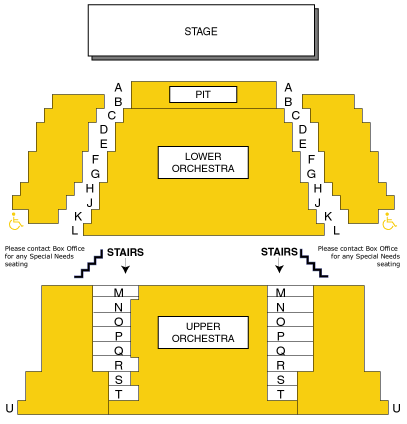 STAGE
A A
B PIT B
C C
D D
E E
F LOWER F
G ORCHESTRA G
H H
J J
K K
L L
Please contact Box Office
for any Special Needs
seating
STAIRS STAIRS
Please contact Box Office
for any Special Needs
seating
M M
N N
O UPPER O
P ORCHESTRA P
Q Q
R R
S S
T T
U U